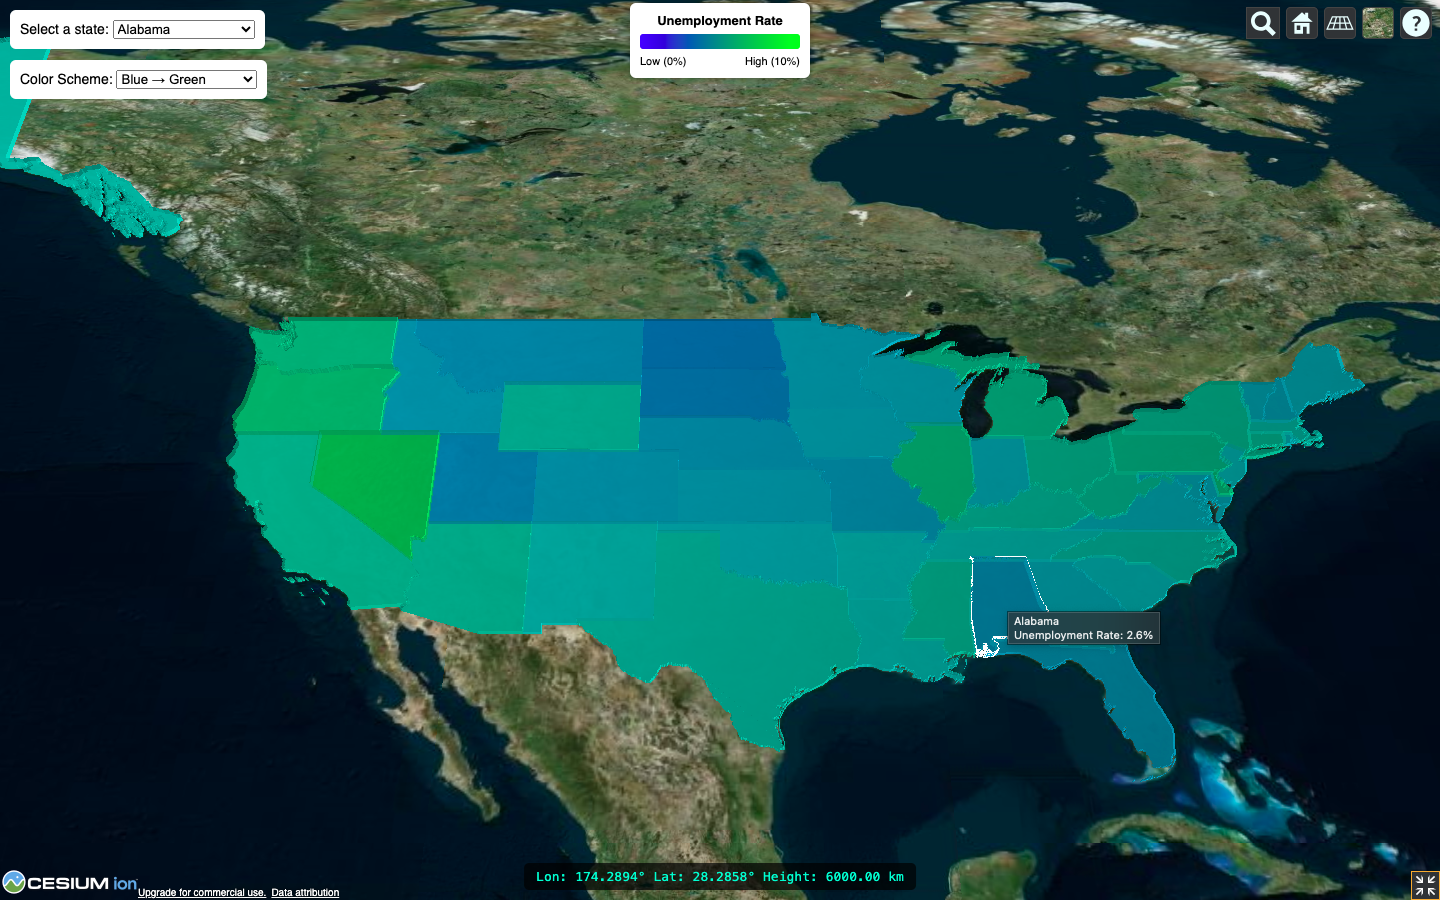 Select a state: Alabama
Color Scheme: Blue → Green
Unemployment Rate
Low (0%) High (10%)
?
Alabama
Unemployment Rate: 2.6%
Lon: 174.2894° Lat: 28.2858° Height: 6000.00 km
CESIUM ion
Upgrade for commercial use. Data attribution